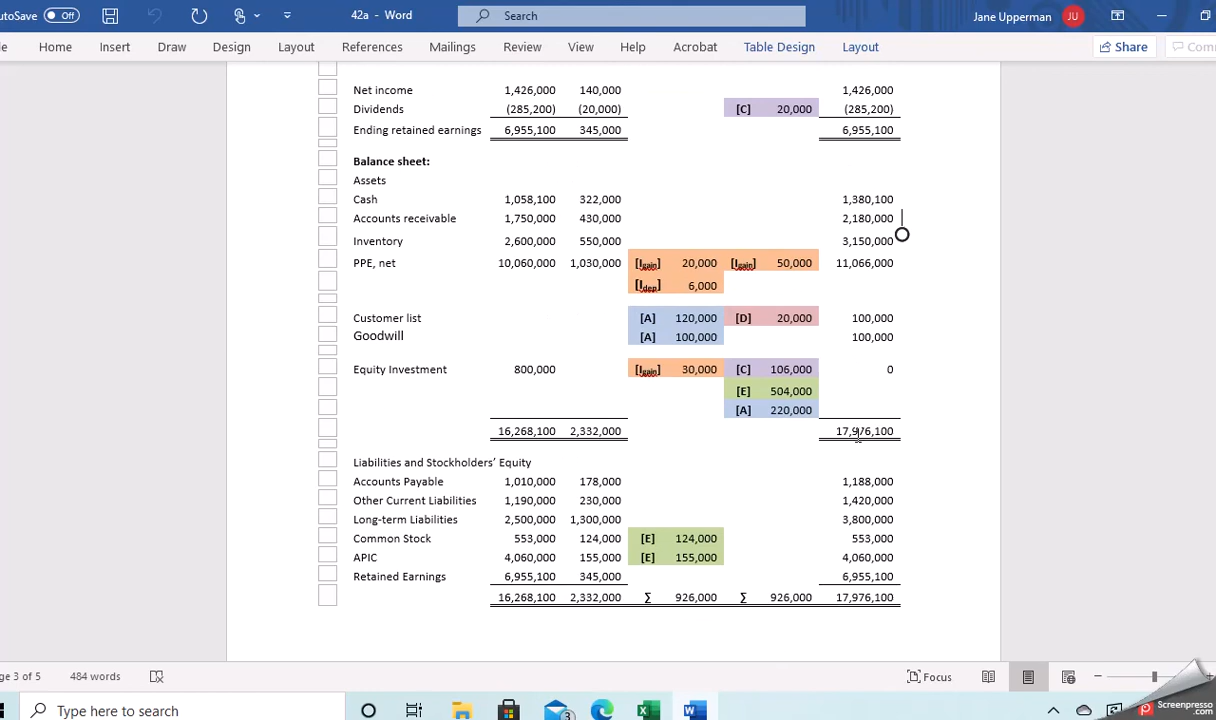 AutoSave Off 42a - Word Search Jane Upperman JU
Home Insert Draw Design Layout References Mailings Review View Help Acrobat Table Design Layout Share
Net income 1,426,000 140,000 1,426,000
Dividends (285,200) (20,000) [C] 20,000 (285,200)
Ending retained earnings 6,955,100 345,000 6,955,100
Balance sheet:
Assets
Cash 1,058,100 322,000 1,380,100
Accounts receivable 1,750,000 430,000 2,180,000
Inventory 2,600,000 550,000 3,150,000
PPE, net 10,060,000 1,030,000 [Igain] 20,000 [Igain] 50,000 11,066,000
[Idep] 6,000
Customer list [A] 120,000 [D] 20,000 100,000
Goodwill [A] 100,000 100,000
Equity Investment 800,000 [Igain] 30,000 [C] 106,000 0
[E] 504,000
[A] 220,000
16,268,100 2,332,000 17,976,100
Liabilities and Stockholders' Equity
Accounts Payable 1,010,000 178,000 1,188,000
Other Current Liabilities 1,190,000 230,000 1,420,000
Long-term Liabilities 2,500,000 1,300,000 3,800,000
Common Stock 553,000 124,000 [E] 124,000 553,000
APIC 4,060,000 155,000 [E] 155,000 4,060,000
Retained Earnings 6,955,100 345,000 6,955,100
16,268,100 2,332,000 ∑ 926,000 ∑ 926,000 17,976,100
3 of 5 484 words Focus
Type here to search 3 Screenpresso
.com